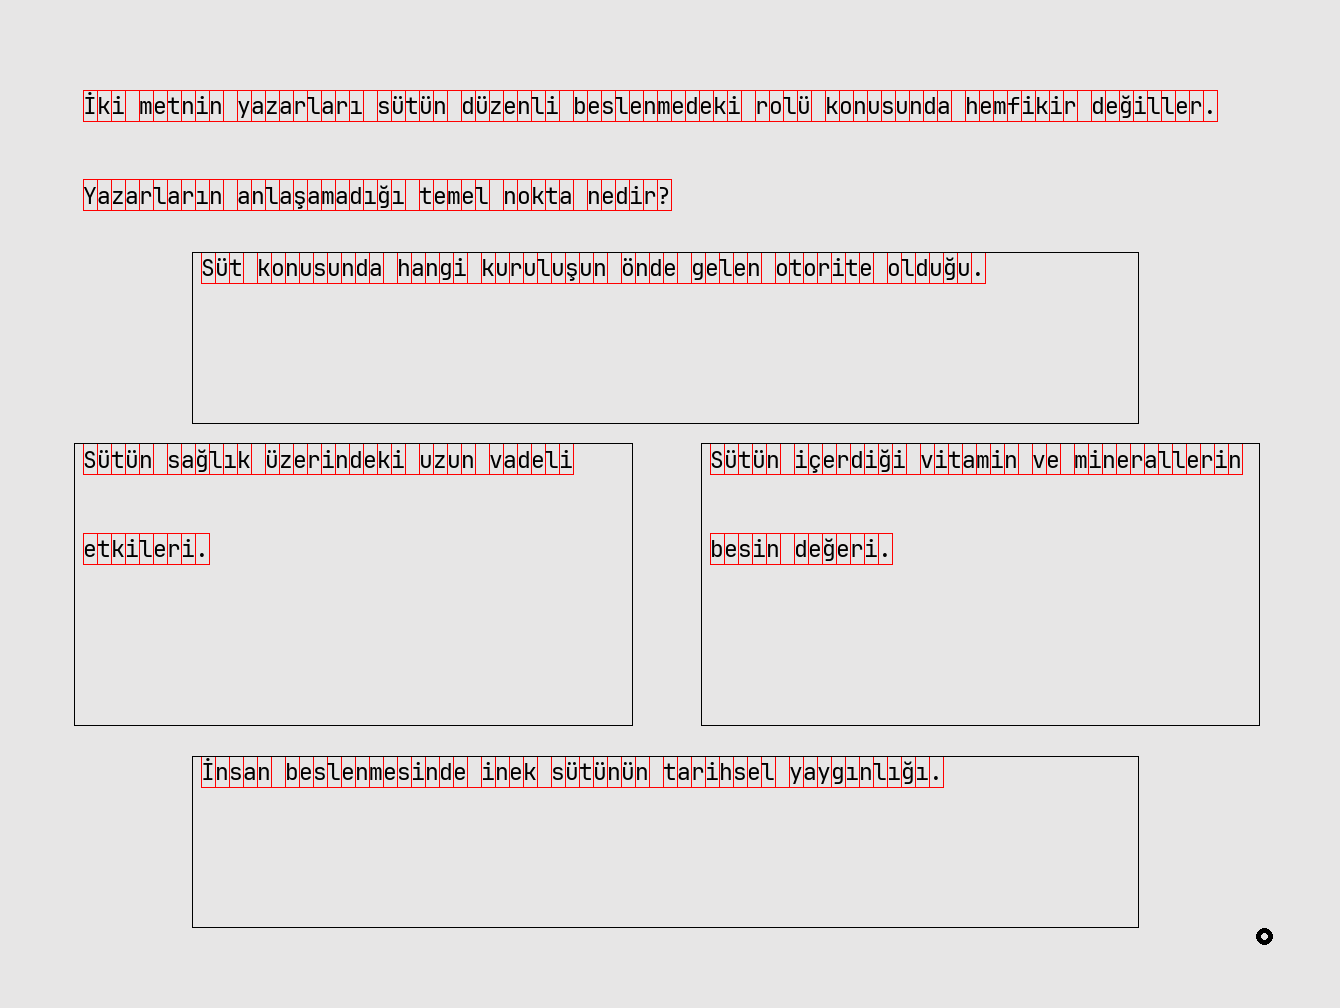 İki metnin yazarları sütün düzenli beslenmedeki rolü konusunda hemfikir değiller.
Yazarların anlaşamadığı temel nokta nedir?
Süt konusunda hangi kuruluşun önde gelen otorite olduğu.
Sütün sağlık üzerindeki uzun vadeli
etkileri.
Sütün içerdiği vitamin ve minerallerin
besin değeri.
İnsan beslenmesinde inek sütünün tarihsel yaygınlığı.